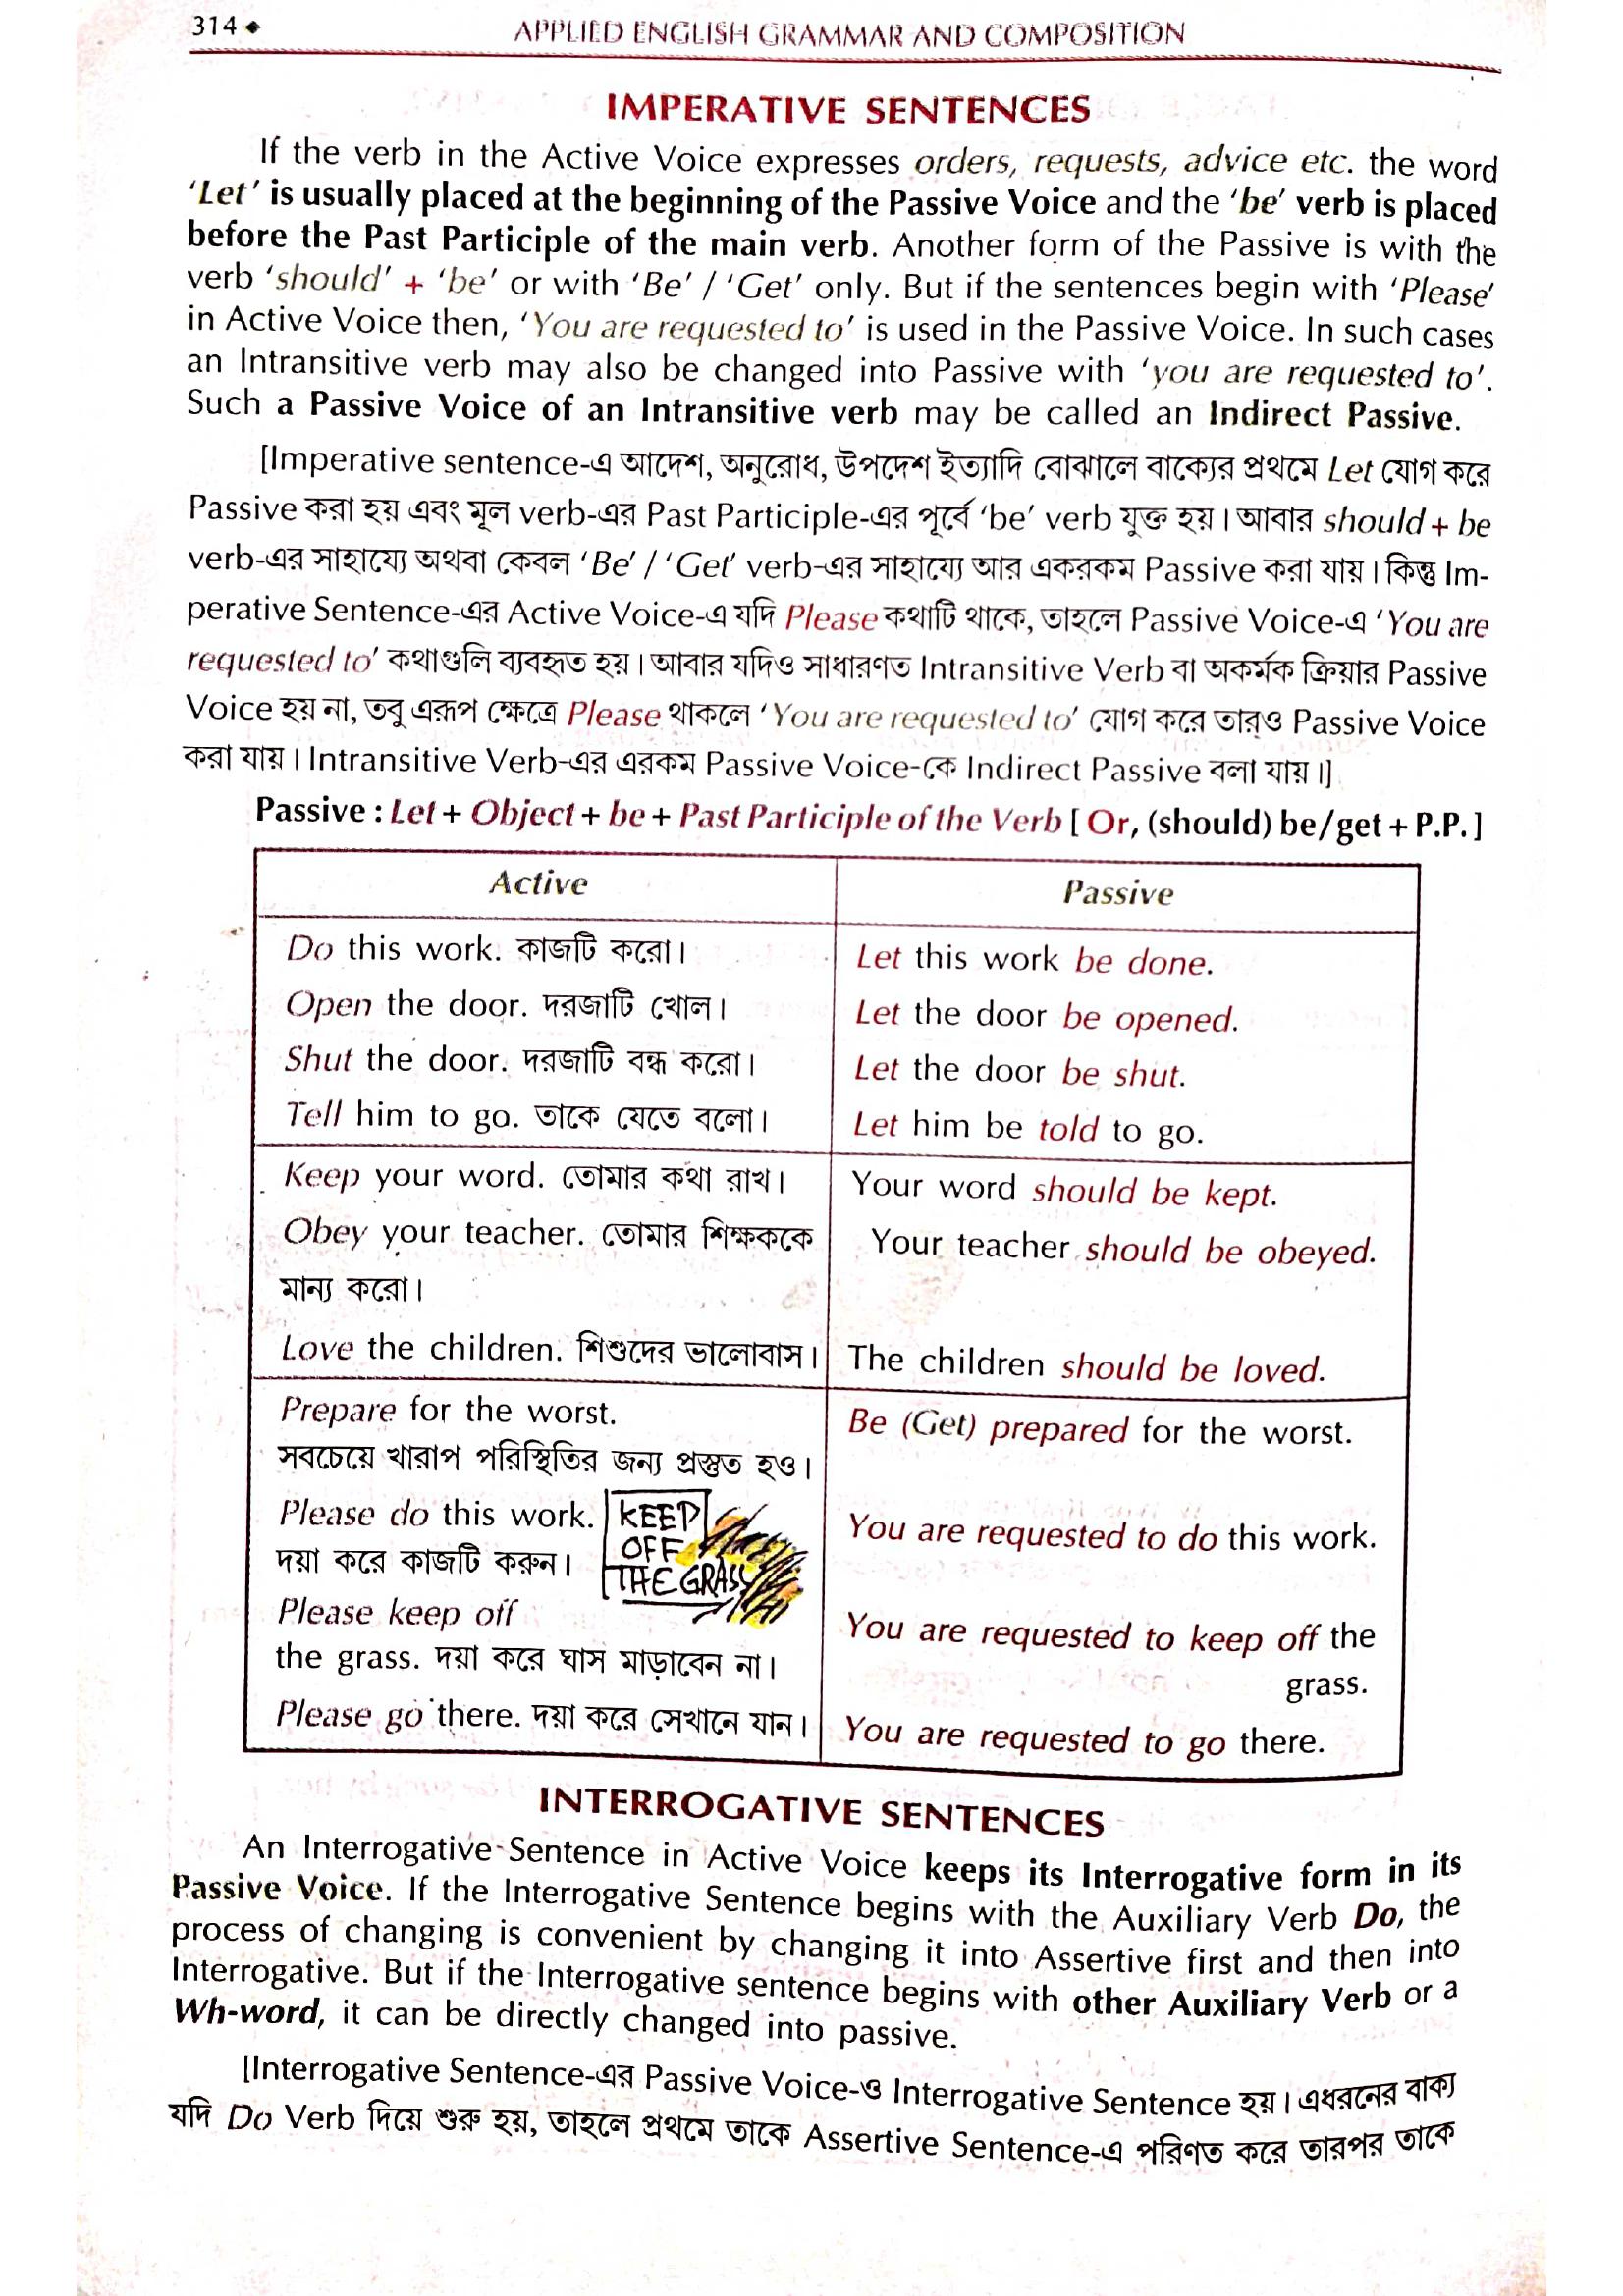 314 ◆
APPLIED ENGLISH GRAMMAR AND COMPOSITION
IMPERATIVE SENTENCES
If the verb in the Active Voice expresses orders, requests, advice etc. the word
‘Let’ is usually placed at the beginning of the Passive Voice and the ‘be’ verb is placed
before the Past Participle of the main verb. Another form of the Passive is with the
verb ‘should’ + ‘be’ or with ‘Be’ / ‘Get’ only. But if the sentences begin with ‘Please’
in Active Voice then, ‘You are requested to’ is used in the Passive Voice. In such cases
an Intransitive verb may also be changed into Passive with ‘you are requested to’.
Such a Passive Voice of an Intransitive verb may be called an Indirect Passive.
[Imperative sentence-এ আদেশ, অনুরোধ, উপদেশ ইত্যাদি বোঝালে বাক্যের প্রথমে Let যোগ করে
Passive করা হয় এবং মূল verb-এর Past Participle-এর পূর্বে ‘be’ verb যুক্ত হয়। আবার should + be
verb-এর সাহায্যে অথবা কেবল ‘Be’ / ‘Get’ verb-এর সাহায্যে আর একরকম Passive করা যায়। কিন্তু Im-
perative Sentence-এর Active Voice-এ যদি Please কথাটি থাকে, তাহলে Passive Voice-এ ‘You are
requested to’ কথাগুলি ব্যবহৃত হয়। আবার যদিও সাধারণত Intransitive Verb বা অকর্মক ক্রিয়ার Passive
Voice হয় না, তবু এরূপ ক্ষেত্রে Please থাকলে ‘You are requested to’ যোগ করে তারও Passive Voice
করা যায়। Intransitive Verb-এর এরকম Passive Voice-কে Indirect Passive বলা যায়।]
Passive : Let + Object + be + Past Participle of the Verb [ Or, (should) be/get + P.P. ]
Active
Passive
Do this work. কাজটি করো।
Let this work be done.
Open the door. দরজাটি খোল।
Let the door be opened.
Shut the door. দরজাটি বন্ধ করো।
Let the door be shut.
Tell him to go. তাকে যেতে বলো।
Let him be told to go.
Keep your word. তোমার কথা রাখ।
Your word should be kept.
Obey your teacher. তোমার শিক্ষককে
Your teacher should be obeyed.
মান্য করো।
Love the children. শিশুদের ভালোবাস।
The children should be loved.
Prepare for the worst.
Be (Get) prepared for the worst.
সবচেয়ে খারাপ পরিস্থিতির জন্য প্রস্তুত হও।
Please do this work.
KEEP
OFF
THE GRASS
You are requested to do this work.
দয়া করে কাজটি করুন।
Please keep off
You are requested to keep off the
the grass. দয়া করে ঘাস মাড়াবেন না।
grass.
Please go there. দয়া করে সেখানে যান।
You are requested to go there.
INTERROGATIVE SENTENCES
An Interrogative Sentence in Active Voice keeps its Interrogative form in its
Passive Voice. If the Interrogative Sentence begins with the Auxiliary Verb Do, the
process of changing is convenient by changing it into Assertive first and then into
Interrogative. But if the Interrogative sentence begins with other Auxiliary Verb or a
Wh-word, it can be directly changed into passive.
[Interrogative Sentence-এর Passive Voice-ও Interrogative Sentence হয়। এধরনের বাক্য
যদি Do Verb দিয়ে শুরু হয়, তাহলে প্রথমে তাকে Assertive Sentence-এ পরিণত করে তারপর তাকে